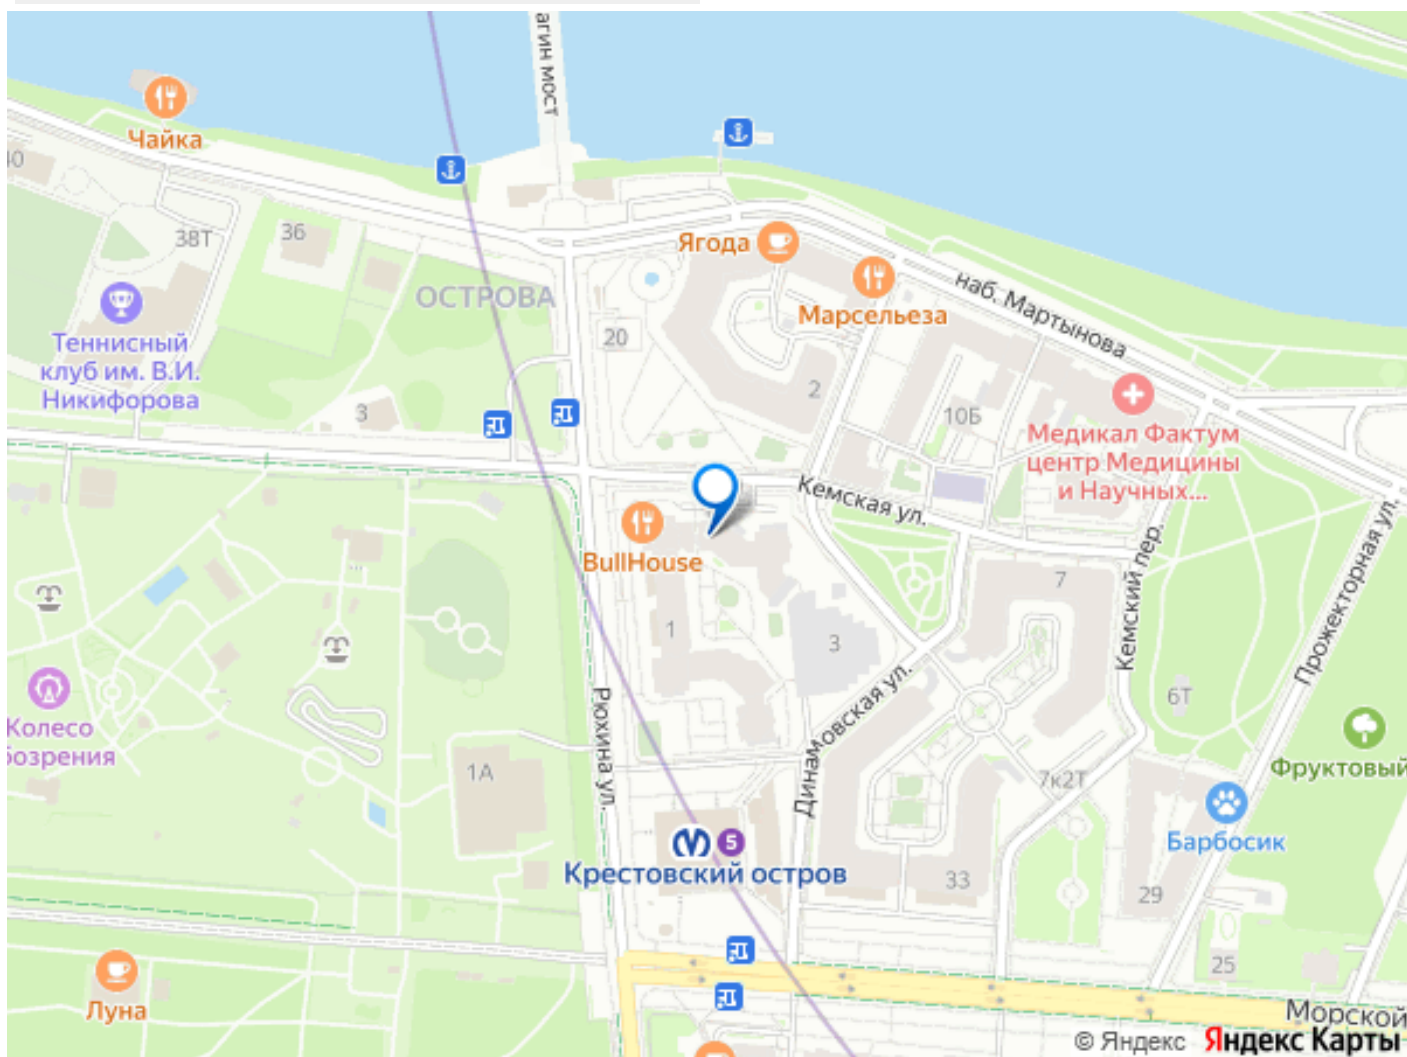 агин мост
Чайка
40
38Т
36
Ягода
ОСТРОВА
наб. Мартынова
Марсельеза
20
Теннисный
клуб им. В.И.
Никифорова
3
2
10Б
Медикал Фактум
центр Медицины
и Научных...
Кемская ул.
BullHouse
Кемский пер.
Прожекторная ул.
7
1
3
Колесо
бозрения
Рюхина ул.
Динамовская ул.
6Т
Фруктовый
1А
7к2Т
5
Барбосик
Крестовский остров
33
29
25
Луна
Морской
© Яндекс Яндекс Карты